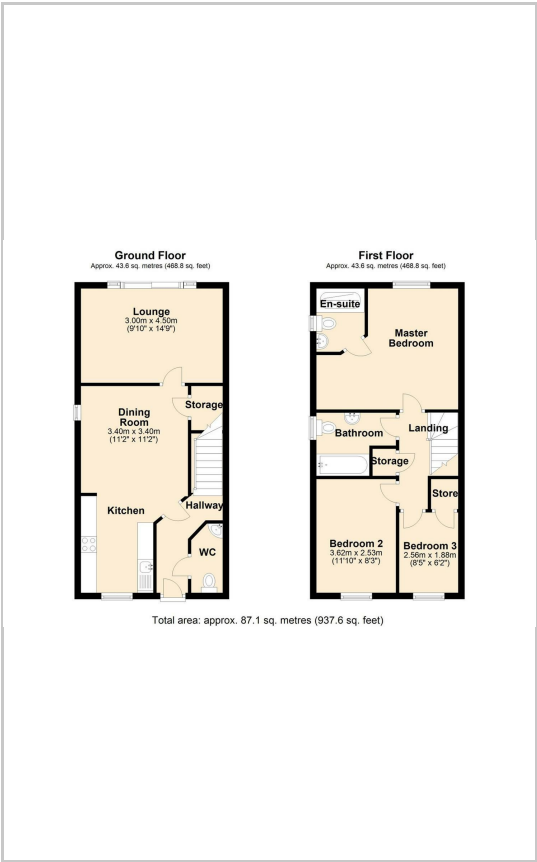 Ground Floor
Approx. 43.6 sq. metres (468.8 sq. feet)
Lounge
3.00m x 4.50m
(9'10" x 14'9")
Dining
Room
3.40m x 3.40m
(11'2" x 11'2")
Storage
Kitchen
Hallway
WC
First Floor
Approx. 43.6 sq. metres (468.8 sq. feet)
En-suite
Master
Bedroom
Bathroom
Landing
Storage
Store
Bedroom 2
3.62m x 2.53m
(11'10" x 8'3")
Bedroom 3
2.56m x 1.88m
(8'5" x 6'2")
Total area: approx. 87.1 sq. metres (937.6 sq. feet)